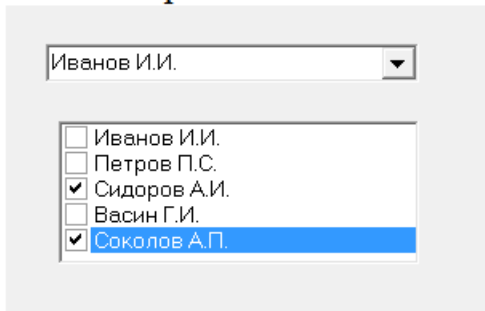 Иванов И.И.
Иванов И.И.
Петров П.С.
Сидоров А.И.
Васин Г.И.
Соколов А.П.